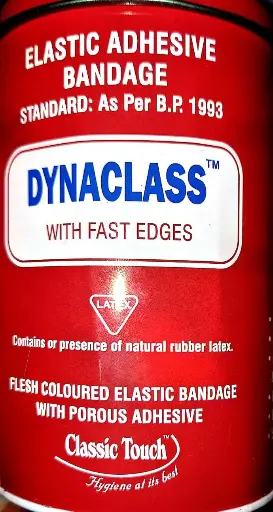 ELASTIC ADHESIVE
BANDAGE
STANDARD: As Per B.P. 1993
DYNACLASS™
WITH FAST EDGES
LATEX
Contains or presence of natural rubber latex.
FLESH COLOURED ELASTIC BANDAGE
WITH POROUS ADHESIVE
Classic Touch™
Hygiene at its best